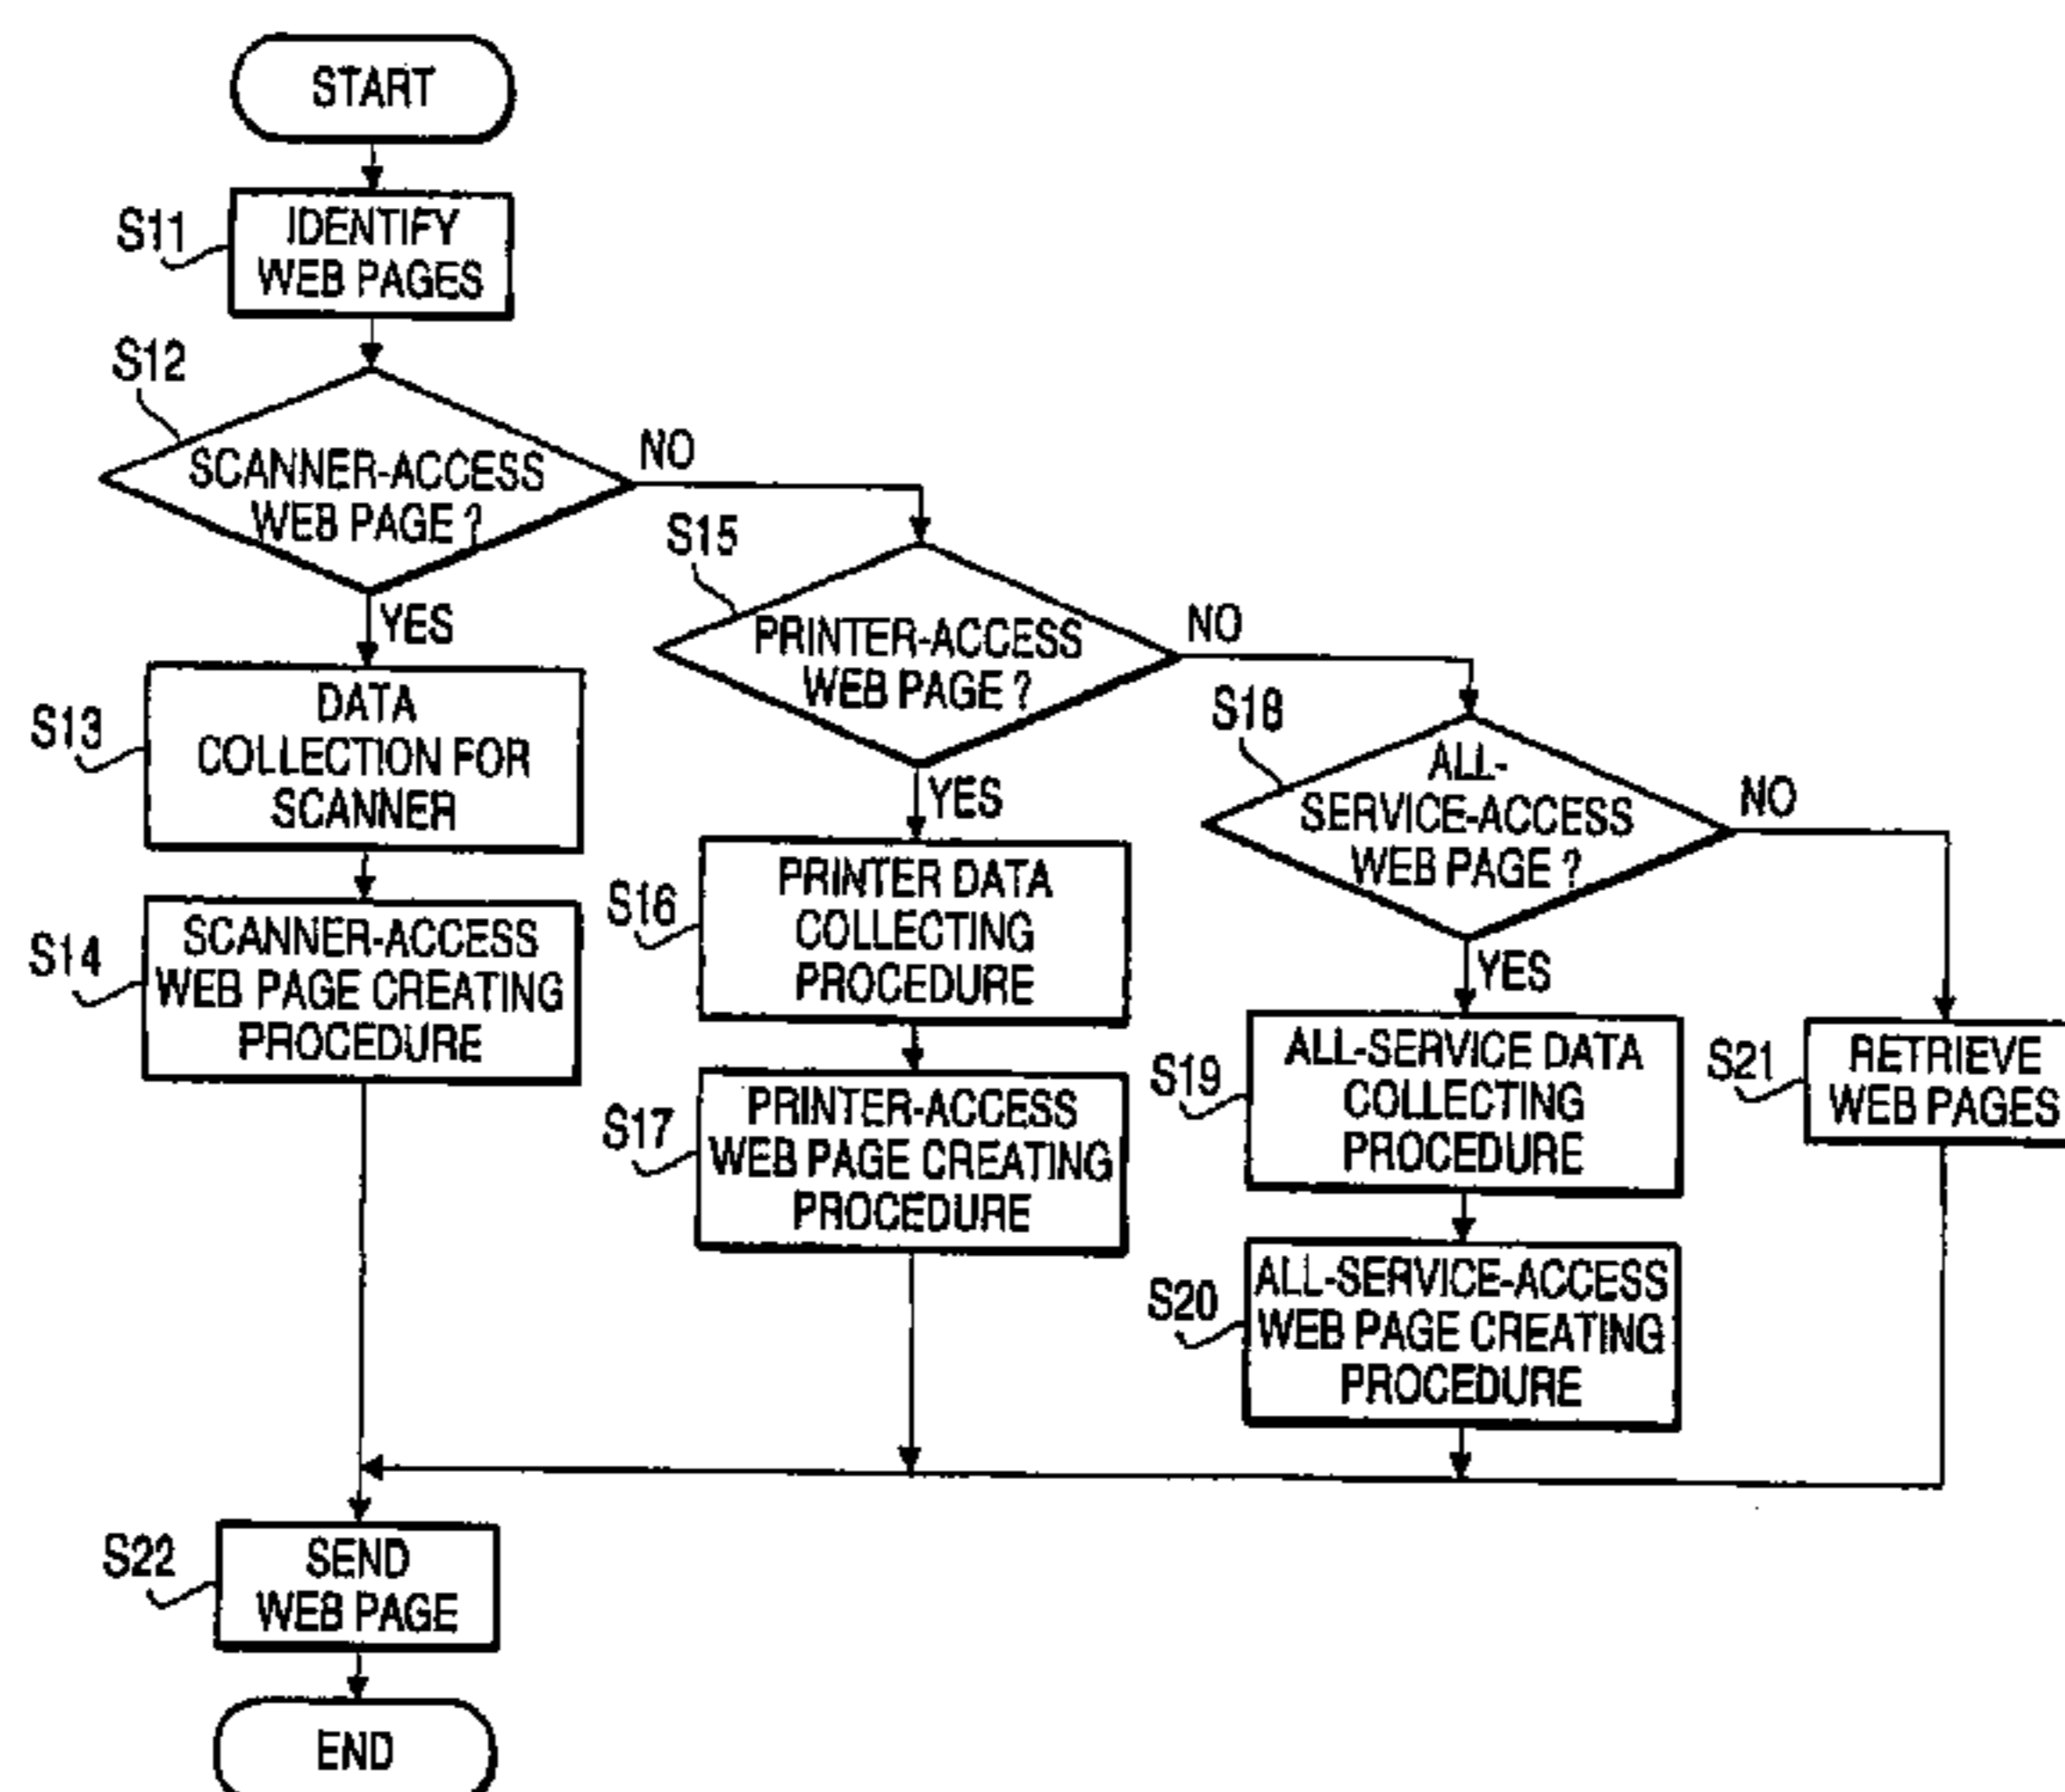 START
S11
IDENTIFY
WEB PAGES
S12
SCANNER-ACCESS
WEB PAGE ?
NO
YES
S13
DATA
COLLECTION FOR
SCANNER
S14
SCANNER-ACCESS
WEB PAGE CREATING
PROCEDURE
S15
PRINTER-ACCESS
WEB PAGE ?
NO
YES
S16
PRINTER DATA
COLLECTING
PROCEDURE
S17
PRINTER-ACCESS
WEB PAGE CREATING
PROCEDURE
S18
ALL-
SERVICE-ACCESS
WEB PAGE ?
NO
YES
S19
ALL-SERVICE DATA
COLLECTING
PROCEDURE
S20
ALL-SERVICE-ACCESS
WEB PAGE CREATING
PROCEDURE
S21
RETRIEVE
WEB PAGES
S22
SEND
WEB PAGE
END